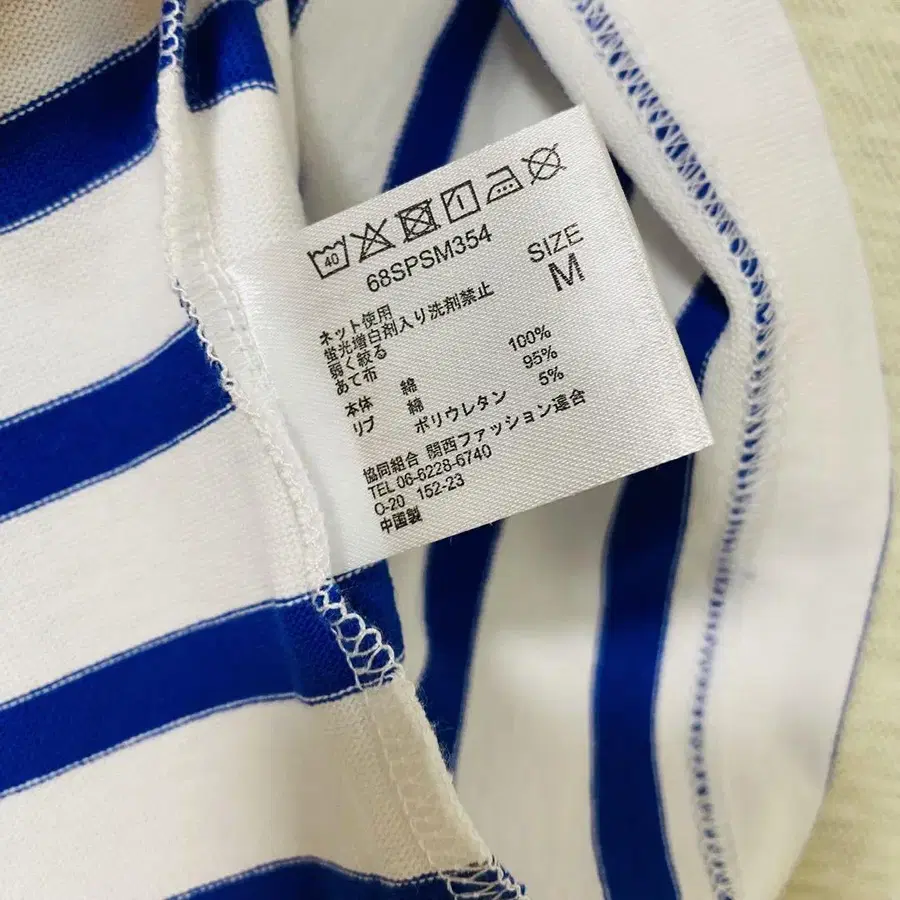 40
68SPSM354
SIZE
M
ネット使用
蛍光増白剤入り洗剤禁止
弱く絞る
あて布
本体 綿 100%
リブ 綿 95%
ポリウレタン 5%
協同組合 関西ファッション連合
TEL 06-6228-6740
O-20 152-23
中国製